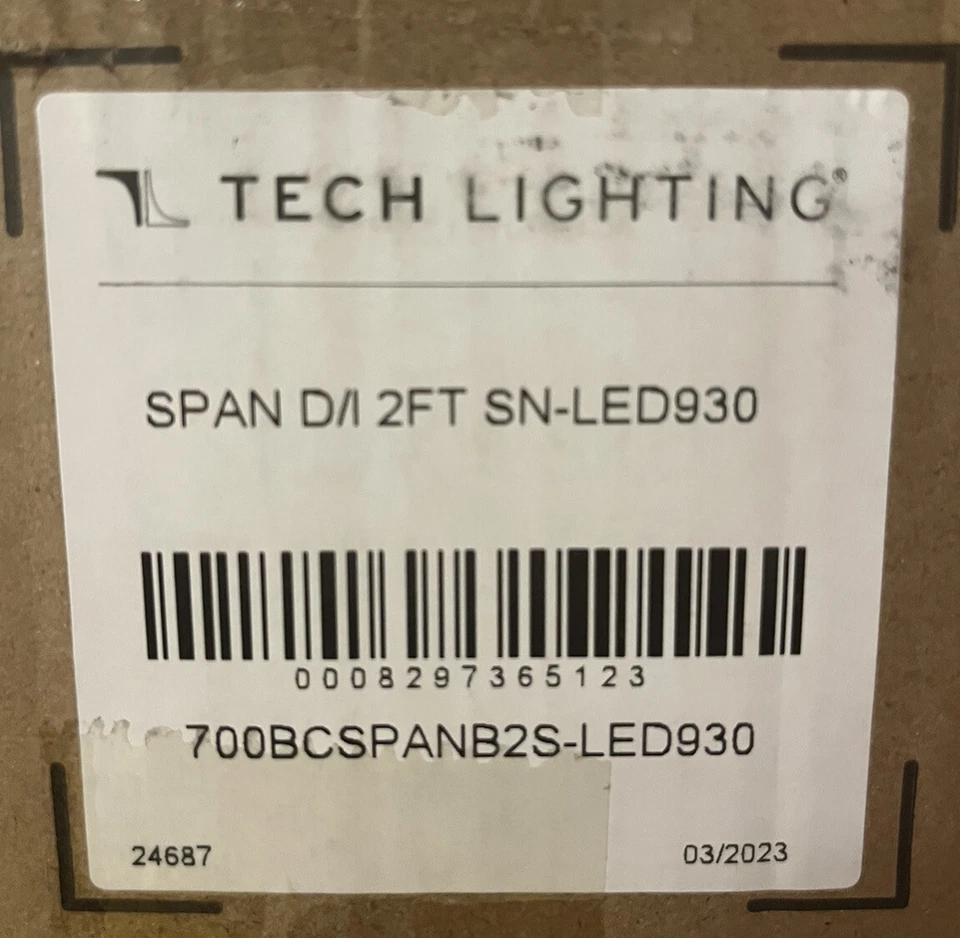 TECH LIGHTING®
SPAN D/I 2FT SN-LED930
0008297365123
700BCSPANB2S-LED930
24687
03/2023